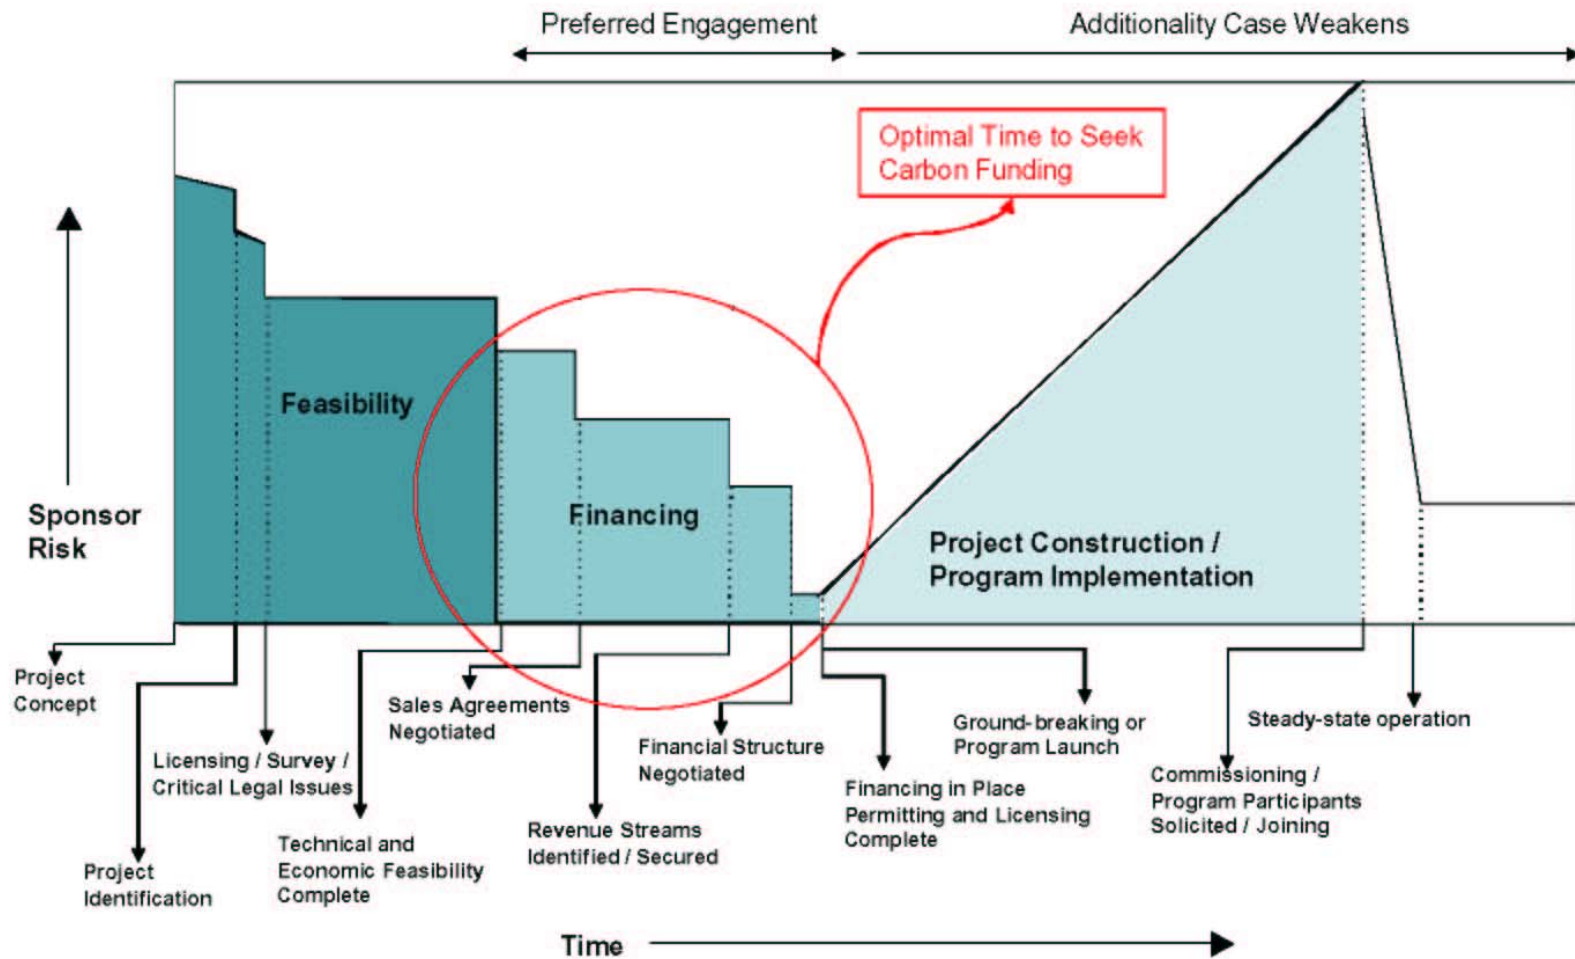 Preferred Engagement
Additionality Case Weakens
Optimal Time to Seek
Carbon Funding
Feasibility
Financing
Sponsor
Risk
Project Construction /
Program Implementation
Project
Concept
Sales Agreements
Negotiated
Licensing / Survey /
Critical Legal Issues
Financial Structure
Negotiated
Ground-breaking or
Program Launch
Steady-state operation
Financing in Place
Permitting and Licensing
Complete
Commissioning /
Program Participants
Solicited / Joining
Revenue Streams
Identified / Secured
Technical and
Economic Feasibility
Complete
Project
Identification
Time